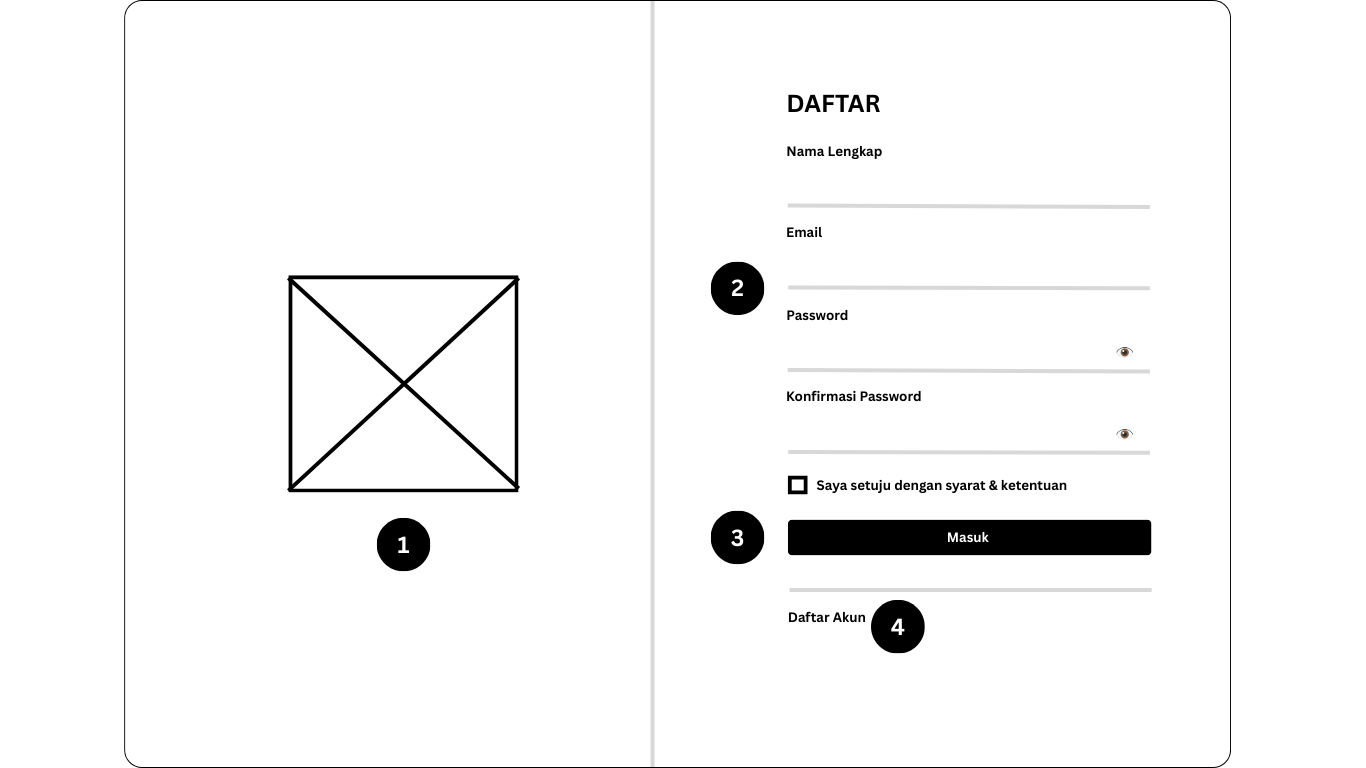 DAFTAR
Nama Lengkap
Email
2
Password
Konfirmasi Password
Saya setuju dengan syarat & ketentuan
3
Masuk
1
Daftar Akun
4